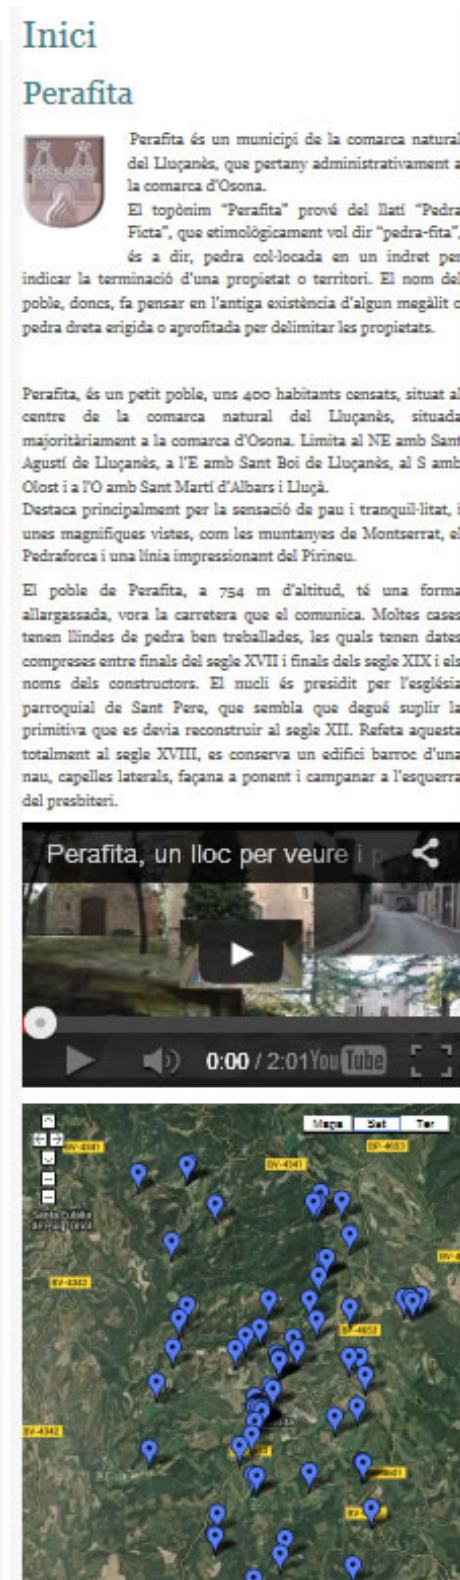 Inici
Perafita
Perafita és un municipi de la comarca natural
del Lluçanès, que pertany administrativament a
la comarca d'Osona.
El topònim "Perafita" prové del llatí "Pedra
Ficta", que etimològicament vol dir "pedra-fita",
és a dir, pedra col·locada en un indret per
indicar la terminació d'una propietat o territori. El nom del
poble, doncs, fa pensar en l'antiga existència d'algun megàlit o
pedra dreta erigida o aprofitada per delimitar les propietats.
Perafita, és un petit poble, uns 400 habitants censats, situat al
centre de la comarca natural del Lluçanès, situada
majoritàriament a la comarca d'Osona. Limita al NE amb Sant
Agustí de Lluçanès, a l'E amb Sant Boi de Lluçanès, al S amb
Olost i a l'O amb Sant Martí d'Albars i Lluçà.
Destaca principalment per la sensació de pau i tranquil·litat, i
unes magnífiques vistes, com les muntanyes de Montserrat, el
Pedraforca i una línia impressionant del Pirineu.
El poble de Perafita, a 754 m d'altitud, té una forma
allargassada, vora la carretera que el comunica. Moltes cases
tenen llindes de pedra ben treballades, les quals tenen dates
compreses entre finals del segle XVII i finals dels segle XIX i els
noms dels constructors. El nucli és presidit per l'església
parroquial de Sant Pere, que sembla que degué suplir la
primitiva que es devia reconstruir al segle XII. Refeta aquesta
totalment al segle XVIII, es conserva un edifici barroc d'una
nau, capelles laterals, façana a ponent i campanar a l'esquerra
del presbiteri.
Perafita, un lloc per veure i p
0:00 / 2:01 YouTube
Mapa Sat Ter
BV-4341
BP-4653
BV-4341
Santa Eulàlia
de Puig Oriol
BV-4342
BP-4653
BV-4342